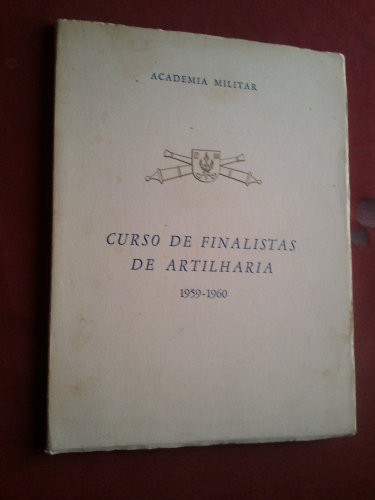 ACADEMIA MILITAR
CURSO DE FINALISTAS
DE ARTILHARIA
1959-1960